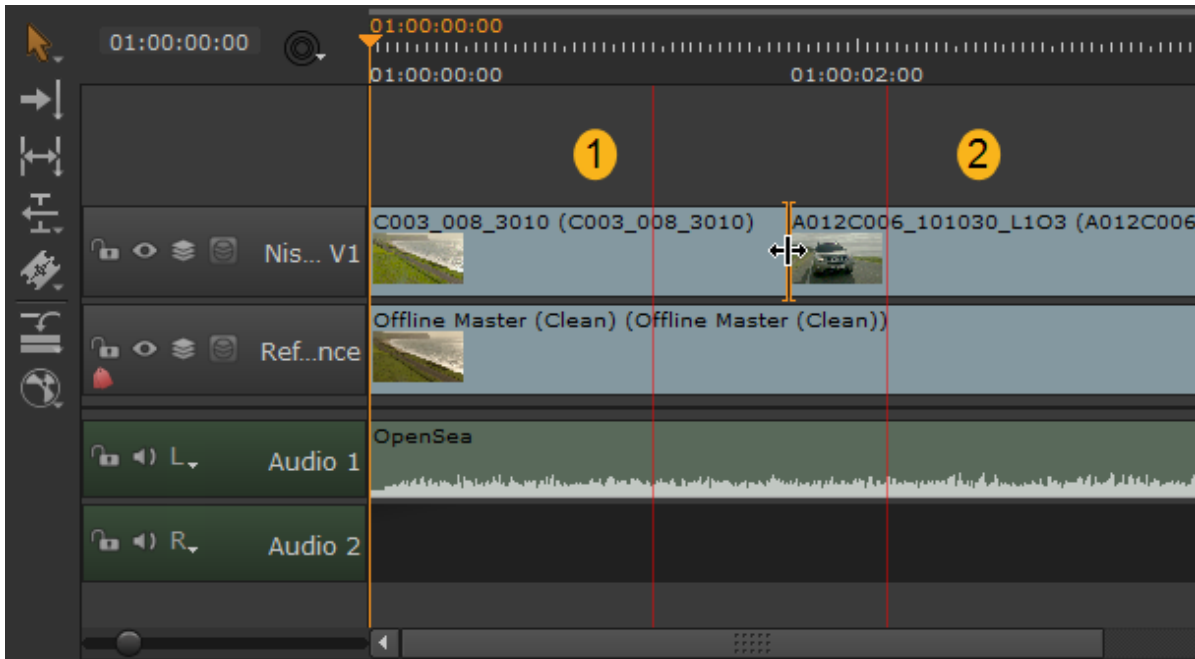 01:00:00:00
01:00:00:00
01:00:00:00 01:00:02:00
1 2
C003_008_3010 (C003_008_3010) A012C006_101030_L1O3 (A012C006
Nis... V1
Offline Master (Clean) (Offline Master (Clean))
Ref...nce
OpenSea
L Audio 1
R Audio 2